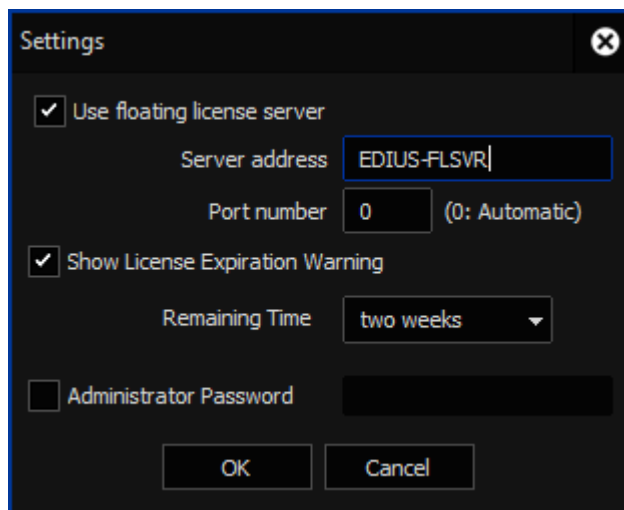 Settings
Use floating license server
Server address EDIUS-FLSVR
Port number 0 (0: Automatic)
Show License Expiration Warning
Remaining Time two weeks
Administrator Password
OK Cancel